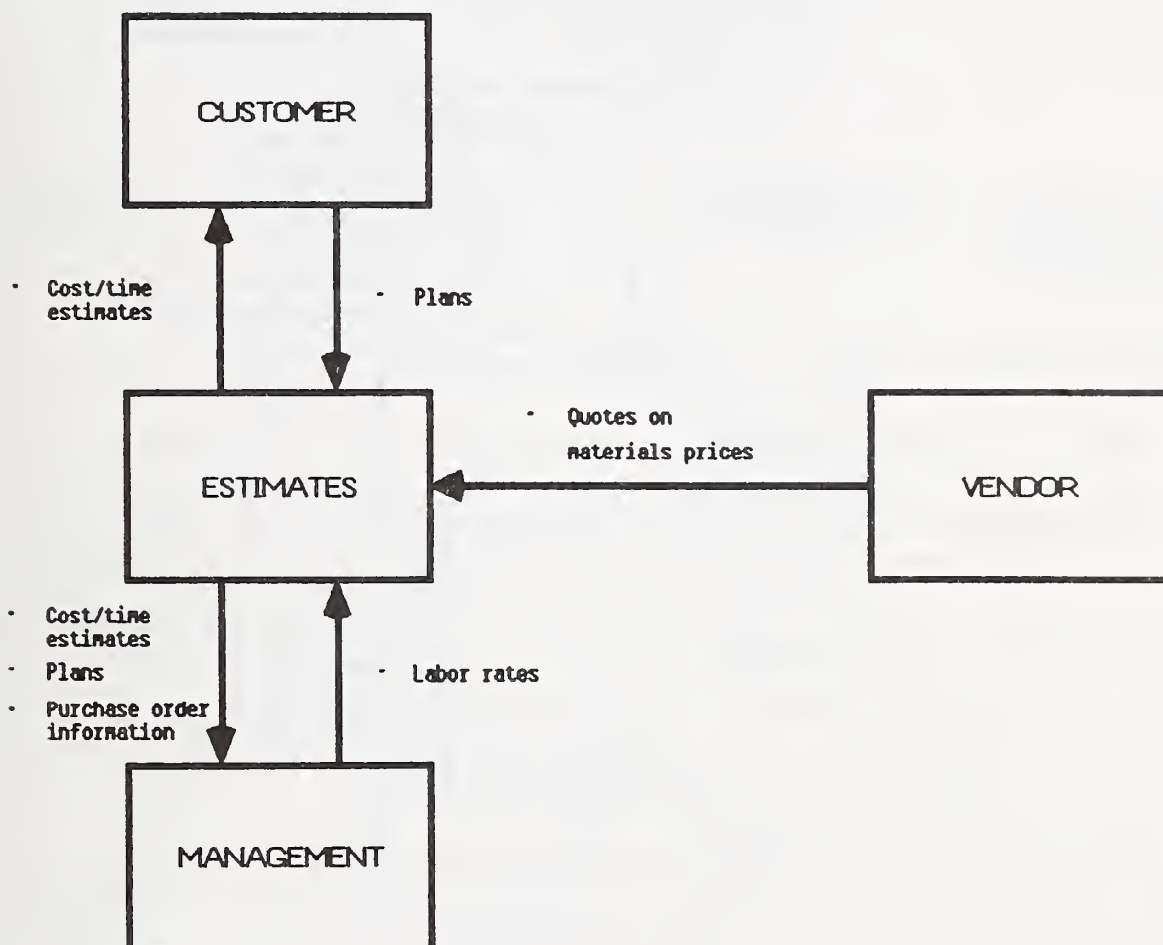 CUSTOMER
· Cost/time
estimates
· Plans
· Quotes on
materials prices
ESTIMATES
VENDOR
· Cost/time
estimates
· Plans
· Purchase order
information
· Labor rates
MANAGEMENT